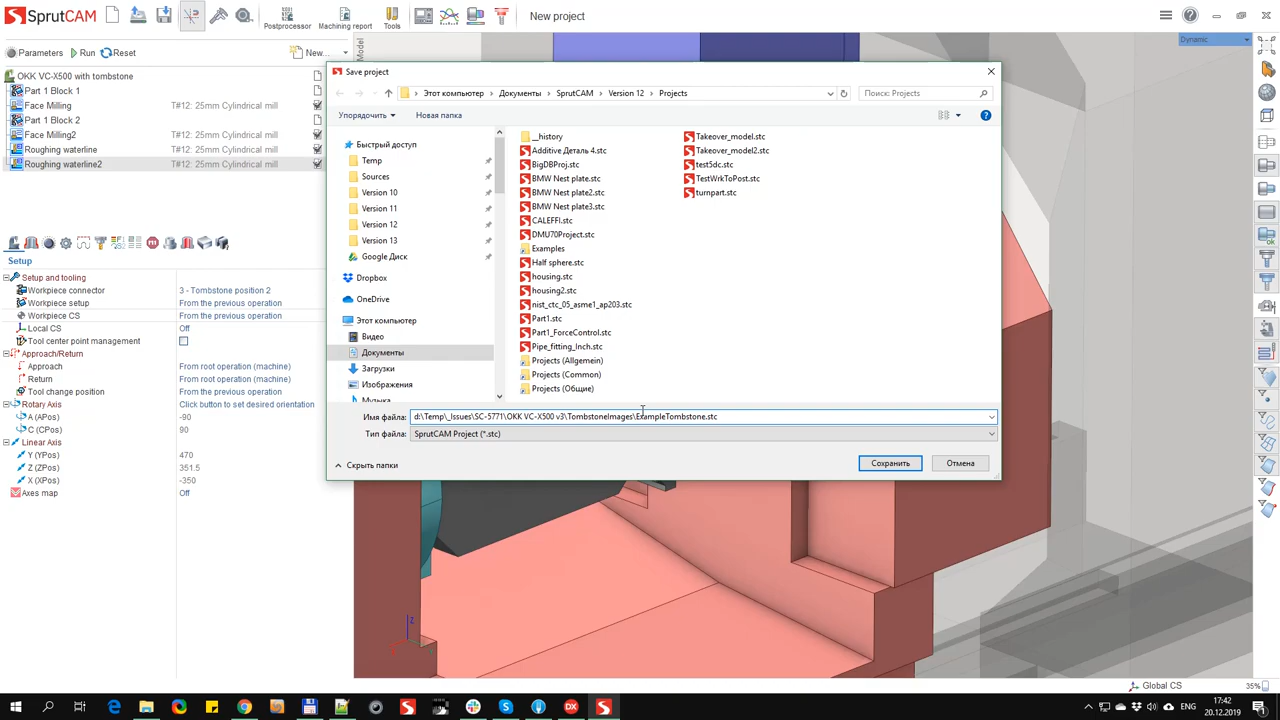 SprutCAM
Postprocessor
Machining report
Tools
New project
Parameters
Run
Reset
New...
Model
Dynamic
OKK VC-X500 with tombstone
Part 1 Block 1
Face Milling T#12: 25mm Cylindrical mill
Part 1 Block 2
Face Milling2 T#12: 25mm Cylindrical mill
Roughing waterline T#12: 25mm Cylindrical mill
Roughing waterline2 T#12: 25mm Cylindrical mill
Setup
Setup and tooling
Workpiece connector 3 - Tombstone position 2
Workpiece setup From the previous operation
Workpiece CS From the previous operation
Local CS Off
Tool center point management
Approach/Return
Approach From root operation (machine)
Return From root operation (machine)
Tool change position From the previous operation
Rotary Axis Click button to set desired orientation
A (APos) -90
C (CPos) 90
Linear Axis
Y (YPos) 470
Z (ZPos) 351.5
X (XPos) -350
Axes map Off
Save project
Этот компьютер > Документы > SprutCAM > Version 12 > Projects
Поиск: Projects
Упорядочить
Новая папка
Быстрый доступ
Temp
Sources
Version 10
Version 11
Version 12
Version 13
Google Диск
Dropbox
OneDrive
Этот компьютер
Видео
Документы
Загрузки
Изображения
Музыка
__history
Additive Деталь 4.stc
BigDBProj.stc
BMW Nest plate.stc
BMW Nest plate2.stc
BMW Nest plate3.stc
CALEFFI.stc
DMU70Project.stc
Examples
Half sphere.stc
housing.stc
housing2.stc
nist_ctc_05_asme1_ap203.stc
Part1.stc
Part1_ForceControl.stc
Pipe_fitting_Inch.stc
Projects (Allgemein)
Projects (Common)
Projects (Общие)
Takeover_model.stc
Takeover_model2.stc
test5dc.stc
TestWrkToPost.stc
turnpart.stc
Имя файла: d:\Temp\_Issues\SC-5771\OKK VC-X500 v3\TombstoneImages\ExampleTombstone.stc
Тип файла: SprutCAM Project (*.stc)
Скрыть папки
Сохранить
Отмена
Z
Global CS
35%
ENG
17:42
20.12.2019